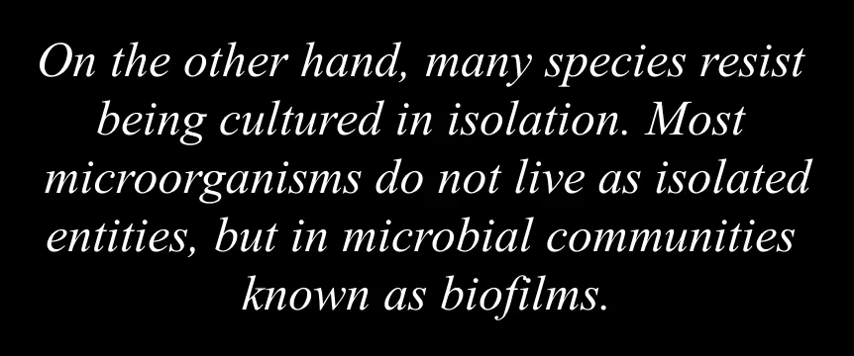 On the other hand, many species resist
being cultured in isolation. Most
microorganisms do not live as isolated
entities, but in microbial communities
known as biofilms.